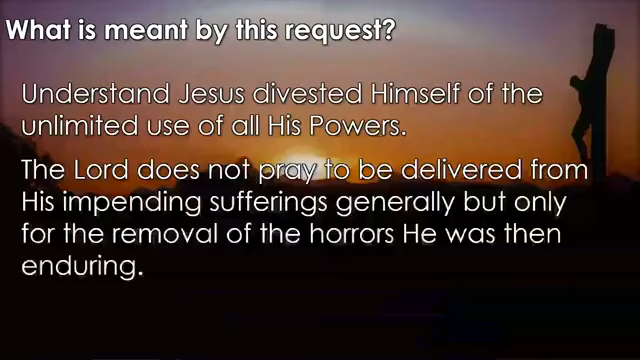 What is meant by this request?
Understand Jesus divested Himself of the
unlimited use of all His Powers.
The Lord does not pray to be delivered from
His impending sufferings generally but only
for the removal of the horrors He was then
enduring.